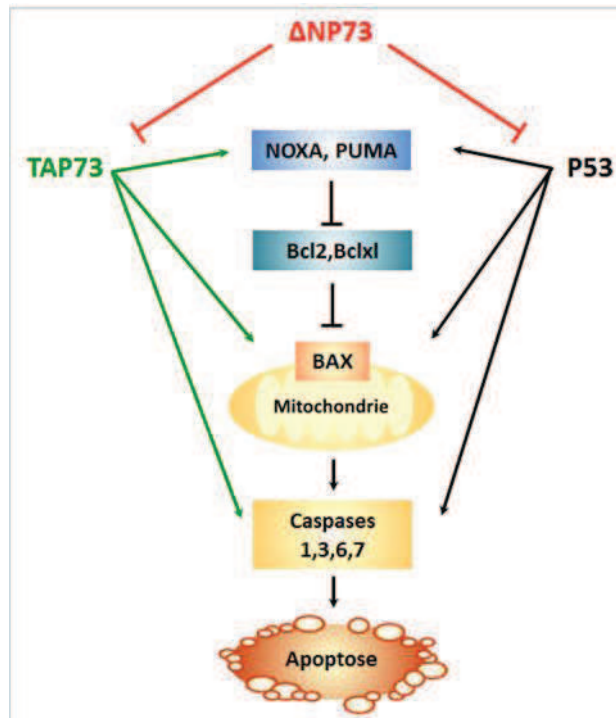 ΔNP73
TAP73
NOXA, PUMA
P53
Bcl2,Bclxl
BAX
Mitochondrie
Caspases
1,3,6,7
Apoptose